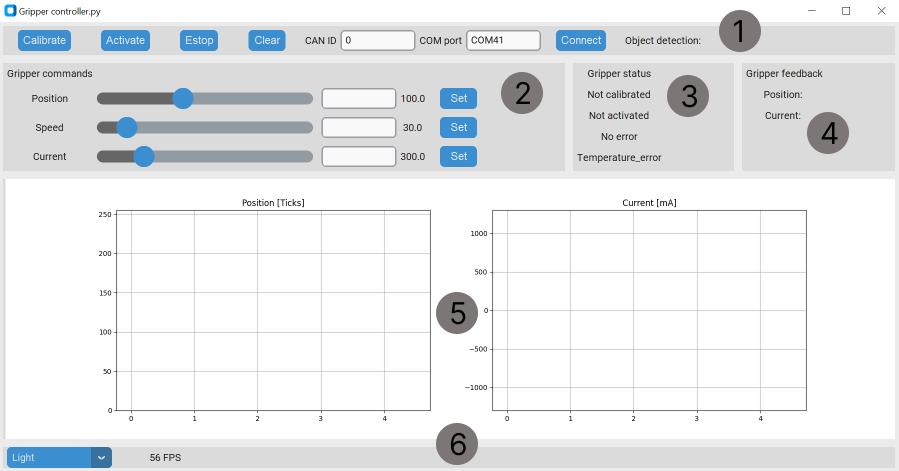 Gripper controller.py
Calibrate Activate Estop Clear CAN ID 0 COM port COM41 Connect Object detection: 1
Gripper commands
Position 100.0 Set
Speed 30.0 Set
Current 300.0 Set
2
Gripper status
Not calibrated
Not activated
No error
Temperature_error
3
Gripper feedback
Position:
Current:
4
Position [Ticks]
250
200
150
100
50
0
0 1 2 3 4
5
Current [mA]
1000
500
0
−500
−1000
0 1 2 3 4
6
Light 56 FPS